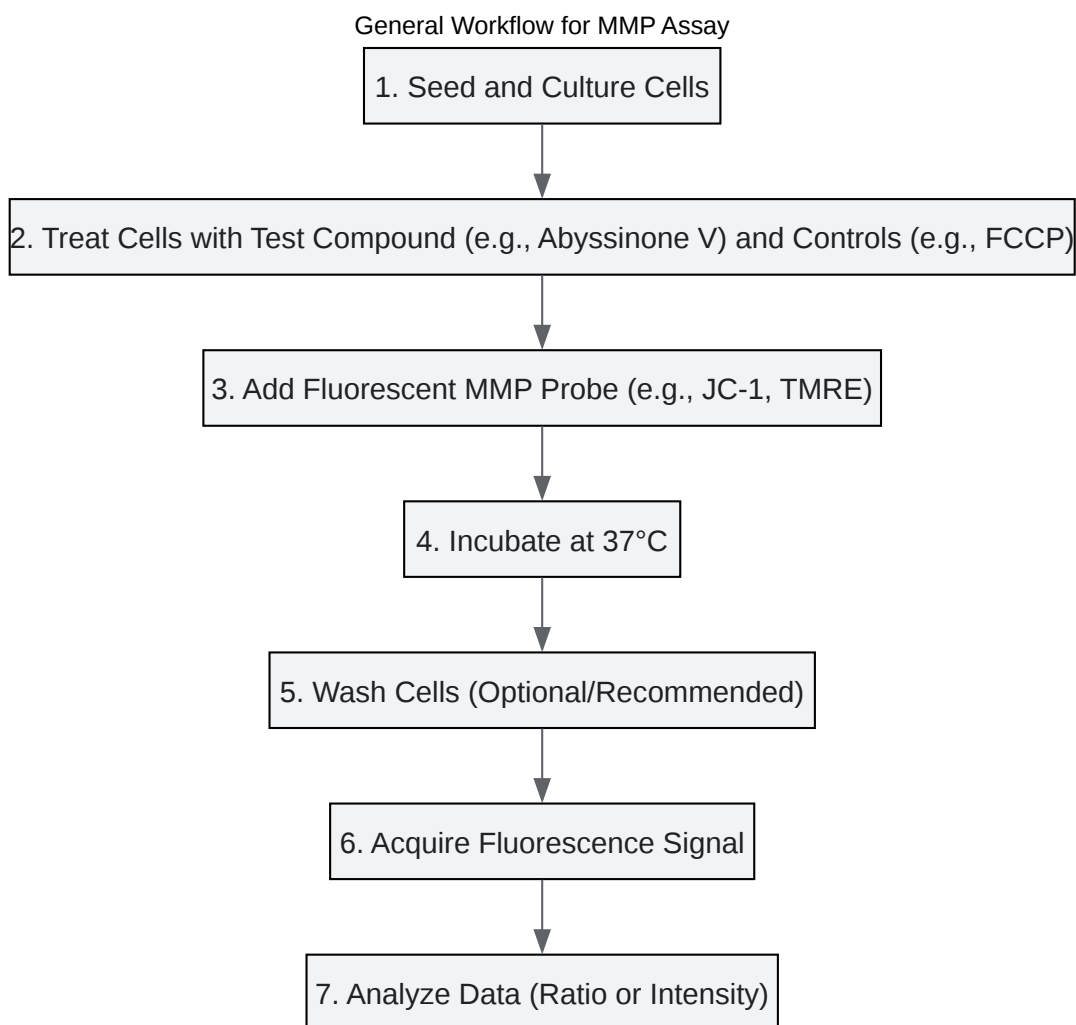 General Workflow for MMP Assay
1. Seed and Culture Cells
2. Treat Cells with Test Compound (e.g., Abyssinone V) and Controls (e.g., FCCP)
3. Add Fluorescent MMP Probe (e.g., JC-1, TMRE)
4. Incubate at 37°C
5. Wash Cells (Optional/Recommended)
6. Acquire Fluorescence Signal
7. Analyze Data (Ratio or Intensity)